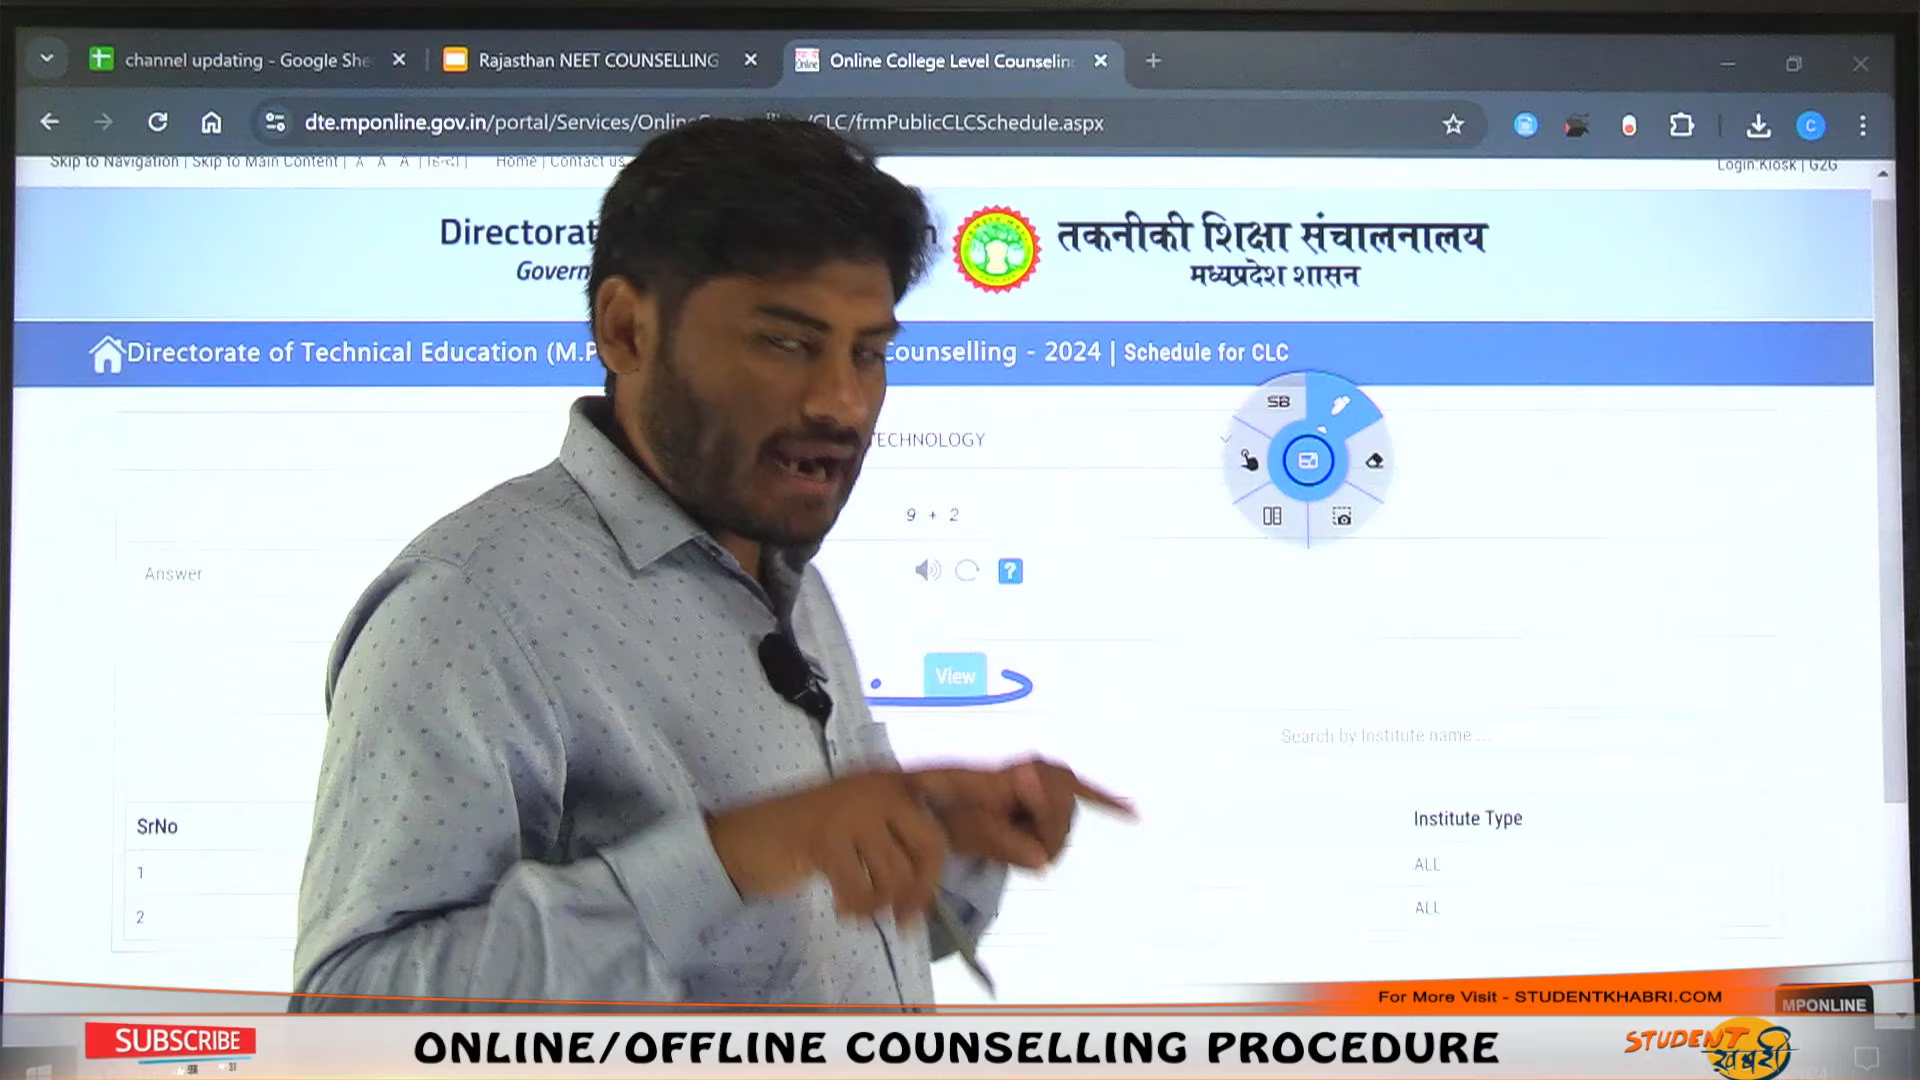 channel updating - Google She
Rajasthan NEET COUNSELLING
Online College Level Counselin
dte.mponline.gov.in/portal/Services/Onlin
CLC/frmPublicCLCSchedule.aspx
C
Skip to Navigation | Skip to Main Content | A A A | हिन्दी |
Home | Contact us
Login:Kiosk | G2G
Directorat
Govern
तकनीकी शिक्षा संचालनालय
मध्यप्रदेश शासन
Directorate of Technical Education (M.P
Counselling - 2024 | Schedule for CLC
SB
TECHNOLOGY
9 + 2
Answer
?
View
Search by Institute name ...
SrNo
Institute Type
1
ALL
2
ALL
For More Visit - STUDENTKHABRI.COM
MPONLINE
SUBSCRIBE
ONLINE/OFFLINE COUNSELLING PROCEDURE
STUDENT
खबरी